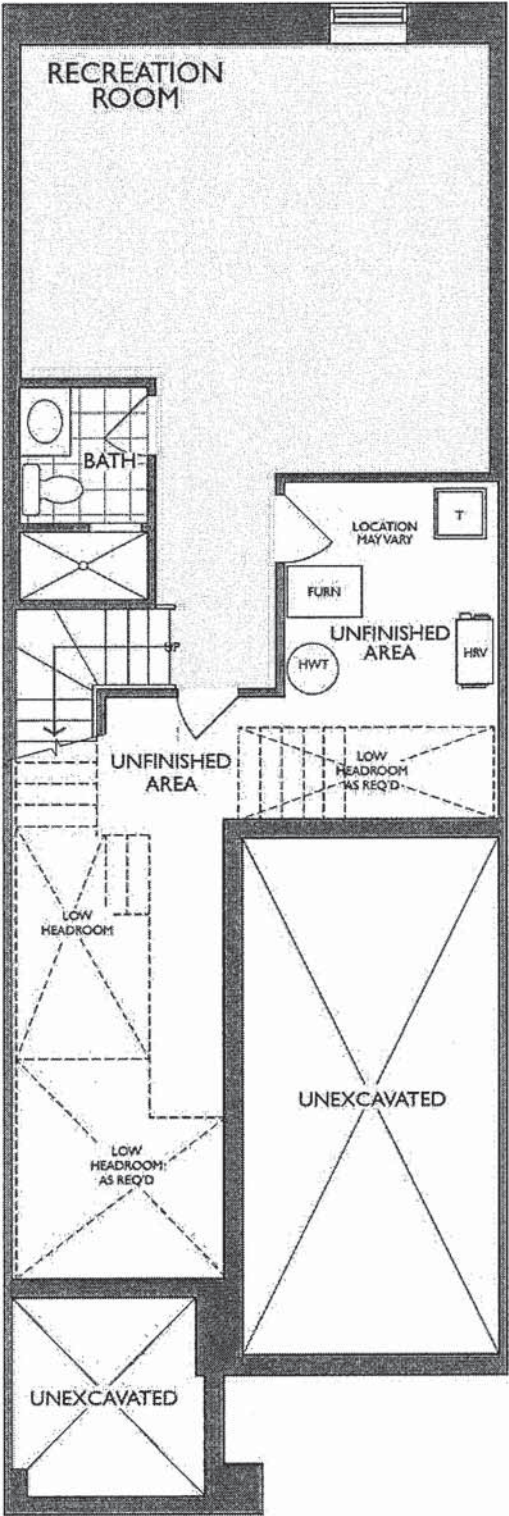 RECREATION
ROOM
BATH
LOCATION
MAY VARY
T
FURN
UNFINISHED
AREA
HWT
HRV
UP
UNFINISHED
AREA
LOW
HEADROOM
AS REQ'D
LOW
HEADROOM
UNEXCAVATED
LOW
HEADROOM
AS REQ'D
UNEXCAVATED